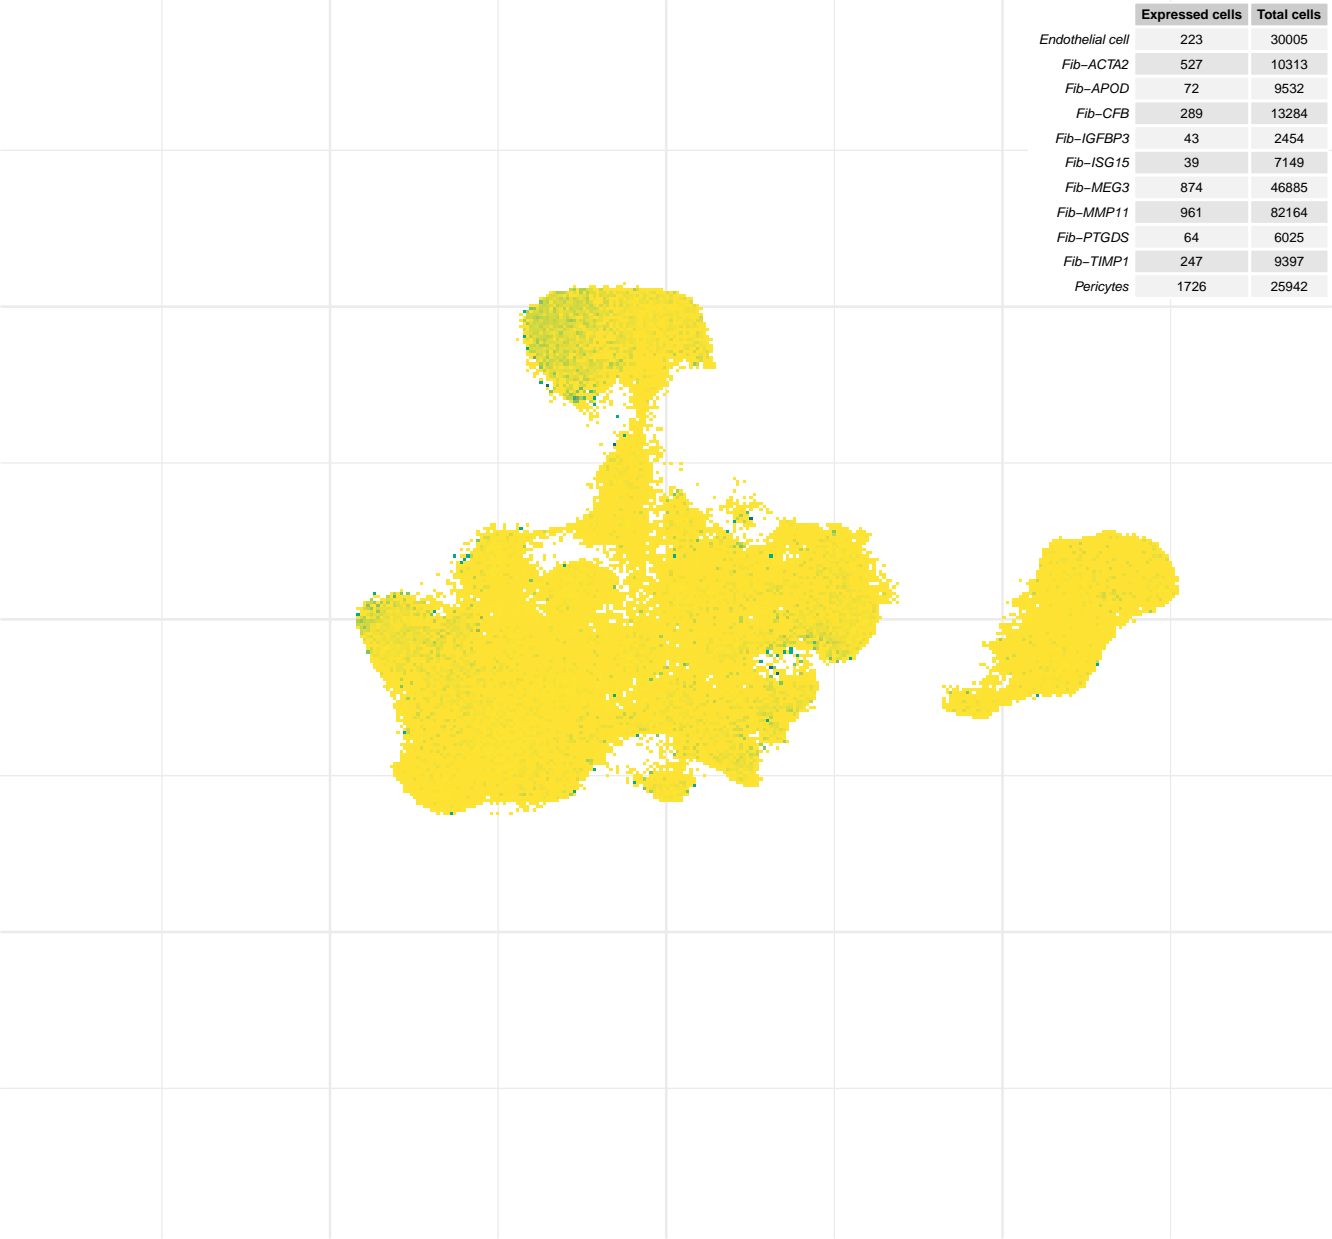 Expressed cells Total cells
Endothelial cell 223 30005
Fib−ACTA2 527 10313
Fib−APOD 72 9532
Fib−CFB 289 13284
Fib−IGFBP3 43 2454
Fib−ISG15 39 7149
Fib−MEG3 874 46885
Fib−MMP11 961 82164
Fib−PTGDS 64 6025
Fib−TIMP1 247 9397
Pericytes 1726 25942